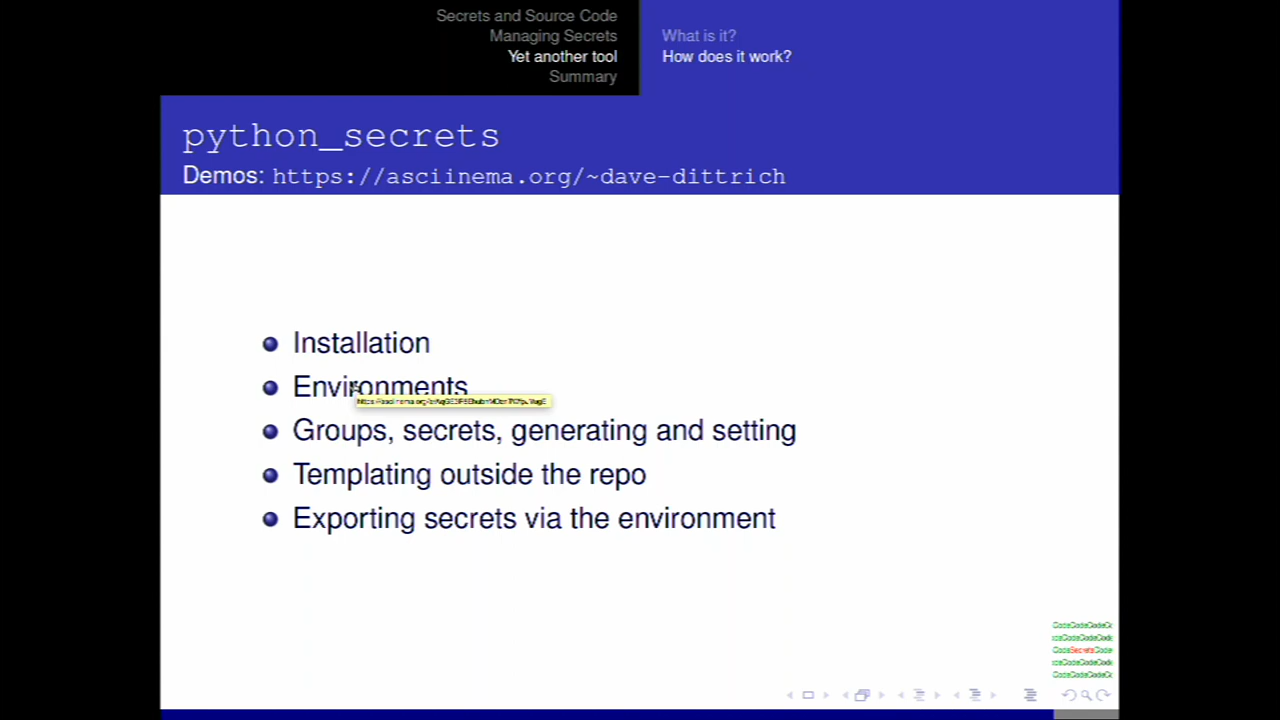 Secrets and Source Code
Managing Secrets
Yet another tool
Summary
What is it?
How does it work?
python_secrets
Demos: https://asciinema.org/~dave-dittrich
Installation
Environments
Groups, secrets, generating and setting
Templating outside the repo
Exporting secrets via the environment